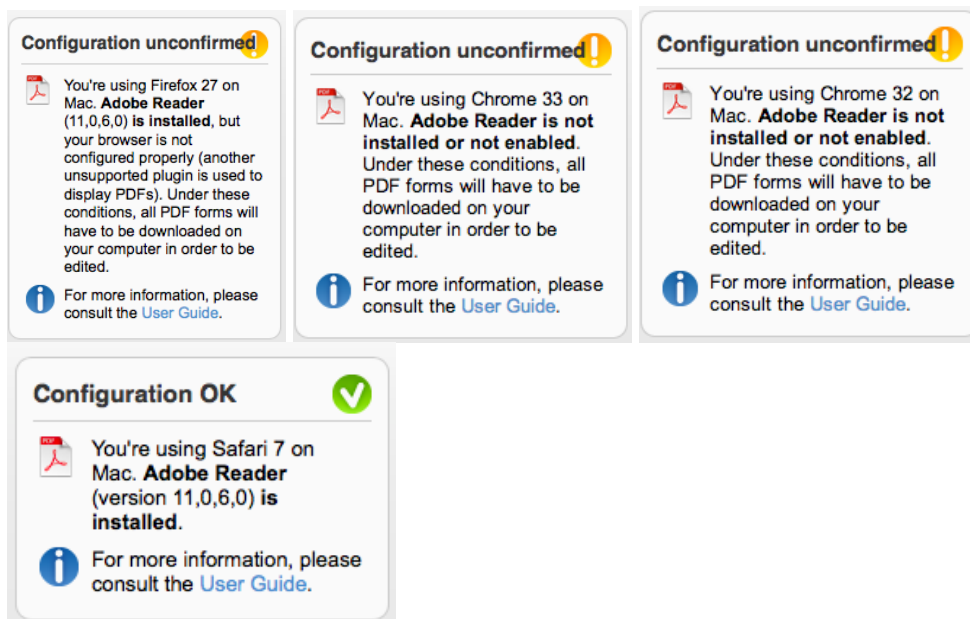 Configuration unconfirmed
PDF
You're using Firefox 27 on
Mac. Adobe Reader
(11,0,6,0) is installed, but
your browser is not
configured properly (another
unsupported plugin is used to
display PDFs). Under these
conditions, all PDF forms will
have to be downloaded on
your computer in order to be
edited.
For more information, please
consult the User Guide.
Configuration unconfirmed
PDF
You're using Chrome 33 on
Mac. Adobe Reader is not
installed or not enabled.
Under these conditions, all
PDF forms will have to be
downloaded on your
computer in order to be
edited.
For more information, please
consult the User Guide.
Configuration unconfirmed
PDF
You're using Chrome 32 on
Mac. Adobe Reader is not
installed or not enabled.
Under these conditions, all
PDF forms will have to be
downloaded on your
computer in order to be
edited.
For more information, please
consult the User Guide.
Configuration OK
PDF
You're using Safari 7 on
Mac. Adobe Reader
(version 11,0,6,0) is
installed.
For more information, please
consult the User Guide.